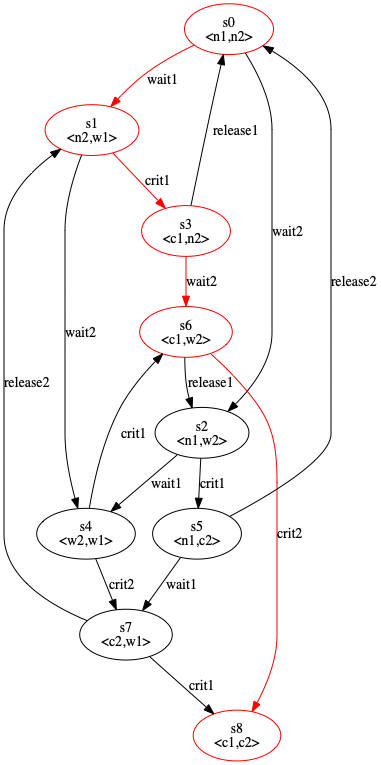 s0
<n1,n2>
wait1
s1
<n2,w1>
release1
crit1
s3
<c1,n2>
wait2
release2
wait2
wait2
s6
<c1,w2>
release2
release1
crit1
s2
<n1,w2>
wait1
crit1
s4
<w2,w1>
s5
<n1,c2>
crit2
crit2
wait1
s7
<c2,w1>
crit1
s8
<c1,c2>